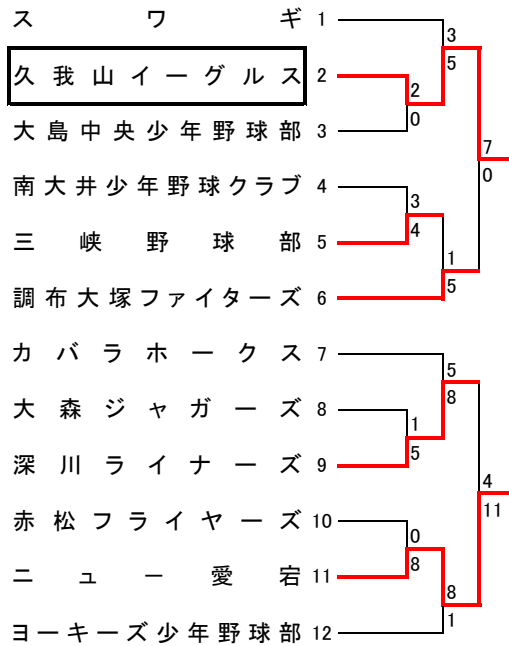 スワギ 1
3
久我山イーグルス 2
5
2
0
大島中央少年野球部 3
7
0
南大井少年野球クラブ 4
3
4
三峡野球部 5
1
5
調布大塚ファイターズ 6
カバラホークス 7
5
8
大森ジャガーズ 8
1
5
深川ライナーズ 9
4
11
赤松フライヤーズ 10
0
8
ニュー愛宕 11
8
1
ヨーキーズ少年野球部 12